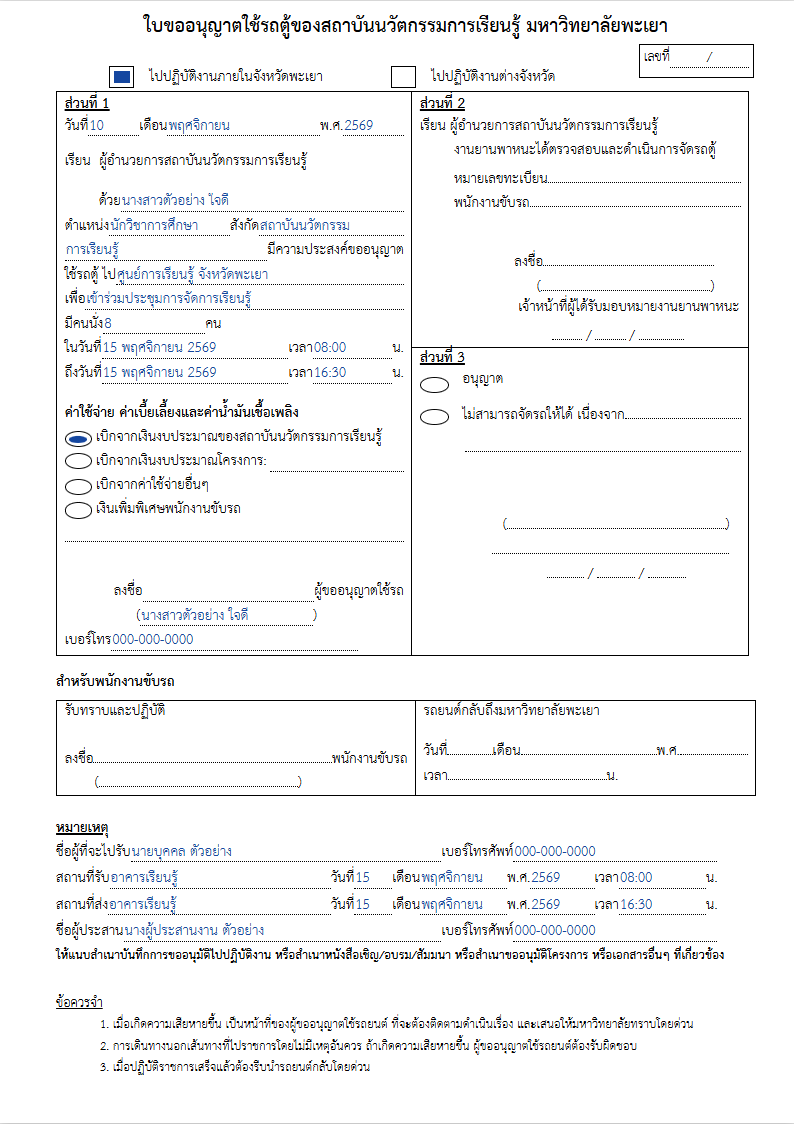 ใบขออนุญาตใช้รถตู้ของสถาบันนวัตกรรมการเรียนรู้ มหาวิทยาลัยพะเยา
เลขที่ /
ไปปฏิบัติงานภายในจังหวัดพะเยา ไปปฏิบัติงานต่างจังหวัด
ส่วนที่ 1
วันที่ 10 เดือน พฤศจิกายน พ.ศ. 2569
เรียน ผู้อำนวยการสถาบันนวัตกรรมการเรียนรู้
ด้วย นางสาวตัวอย่าง ใจดี
ตำแหน่ง นักวิชาการศึกษา สังกัด สถาบันนวัตกรรม
การเรียนรู้ มีความประสงค์ขออนุญาต
ใช้รถตู้ ไป ศูนย์การเรียนรู้ จังหวัดพะเยา
เพื่อ เข้าร่วมประชุมการจัดการเรียนรู้
มีคนนั่ง 8 คน
ในวันที่ 15 พฤศจิกายน 2569 เวลา 08:00 น.
ถึงวันที่ 15 พฤศจิกายน 2569 เวลา 16:30 น.
ค่าใช้จ่าย ค่าเบี้ยเลี้ยงและค่าน้ำมันเชื้อเพลิง
เบิกจากเงินงบประมาณของสถาบันนวัตกรรมการเรียนรู้
เบิกจากเงินงบประมาณโครงการ:
เบิกจากค่าใช้จ่ายอื่นๆ
เงินเพิ่มพิเศษพนักงานขับรถ
ลงชื่อ ผู้ขออนุญาตใช้รถ
( นางสาวตัวอย่าง ใจดี )
เบอร์โทร 000-000-0000
ส่วนที่ 2
เรียน ผู้อำนวยการสถาบันนวัตกรรมการเรียนรู้
งานยานพาหนะได้ตรวจสอบและดำเนินการจัดรถตู้
หมายเลขทะเบียน
พนักงานขับรถ
ลงชื่อ
( )
เจ้าหน้าที่ผู้ได้รับมอบหมายงานยานพาหนะ
/ /
ส่วนที่ 3
อนุญาต
ไม่สามารถจัดรถให้ได้ เนื่องจาก
( )
/ /
สำหรับพนักงานขับรถ
รับทราบและปฏิบัติ
ลงชื่อ พนักงานขับรถ
( )
รถยนต์กลับถึงมหาวิทยาลัยพะเยา
วันที่ เดือน พ.ศ.
เวลา น.
หมายเหตุ
ชื่อผู้ที่จะไปรับ นายบุคคล ตัวอย่าง เบอร์โทรศัพท์ 000-000-0000
สถานที่รับ อาคารเรียนรู้ วันที่ 15 เดือน พฤศจิกายน พ.ศ. 2569 เวลา 08:00 น.
สถานที่ส่ง อาคารเรียนรู้ วันที่ 15 เดือน พฤศจิกายน พ.ศ. 2569 เวลา 16:30 น.
ชื่อผู้ประสาน นางผู้ประสานงาน ตัวอย่าง เบอร์โทรศัพท์ 000-000-0000
ให้แนบสำเนาบันทึกการขออนุมัติไปปฏิบัติงาน หรือสำเนาหนังสือเชิญ/อบรม/สัมมนา หรือสำเนาขออนุมัติโครงการ หรือเอกสารอื่นๆ ที่เกี่ยวข้อง
ข้อควรจำ
1. เมื่อเกิดความเสียหายขึ้น เป็นหน้าที่ของผู้ขออนุญาตใช้รถยนต์ ที่จะต้องติดตามดำเนินเรื่อง และเสนอให้มหาวิทยาลัยทราบโดยด่วน
2. การเดินทางนอกเส้นทางที่ไปราชการโดยไม่มีเหตุอันควร ถ้าเกิดความเสียหายขึ้น ผู้ขออนุญาตใช้รถยนต์ต้องรับผิดชอบ
3. เมื่อปฏิบัติราชการเสร็จแล้วต้องรีบนำรถยนต์กลับโดยด่วน